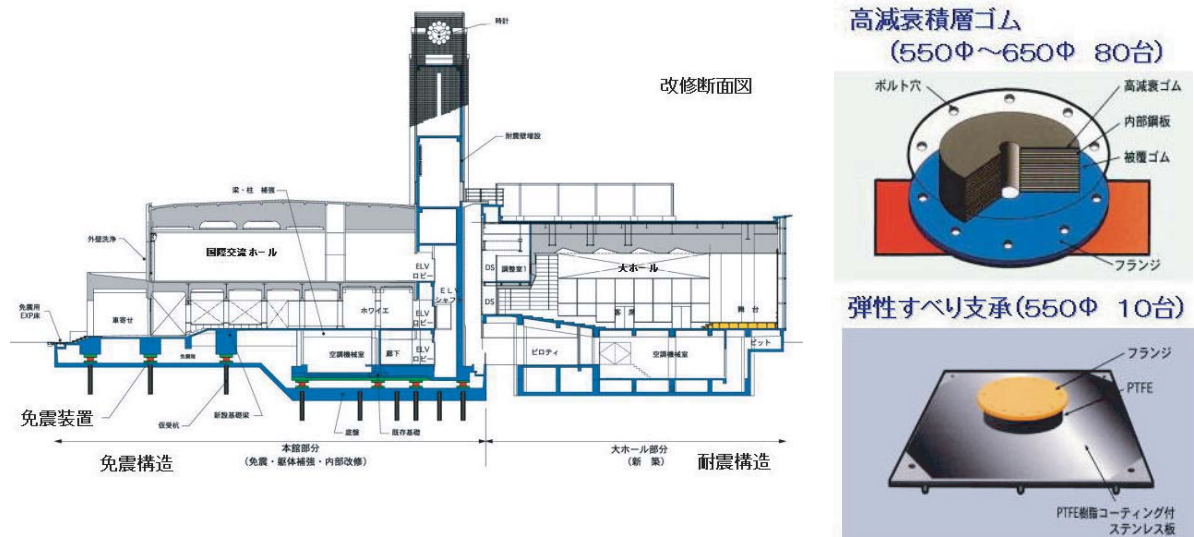 時計
改修断面図
耐震壁増設
梁・柱 補強
外壁洗浄
国際交流ホール
ELV
ロビー
DS
調整室1
大ホール
ELV
シャフト
免震用
EXP床
車寄せ
ホワイエ
ELV
ロビー
DS
客席
舞台
免震階
空調機械室
廊下
ELV
ロビー
ピロティ
空調機械室
ピット
免震装置
仮受杭
新設基礎梁
底盤
既存基礎
免震構造
本館部分
(免震・躯体補強・内部改修)
大ホール部分
(新 築)
耐震構造
高減衰積層ゴム
(550Φ~650Φ 80台)
ボルト穴
高減衰ゴム
内部鋼板
被覆ゴム
フランジ
弾性すべり支承(550Φ 10台)
フランジ
PTFE
PTFE樹脂コーティング付
ステンレス板